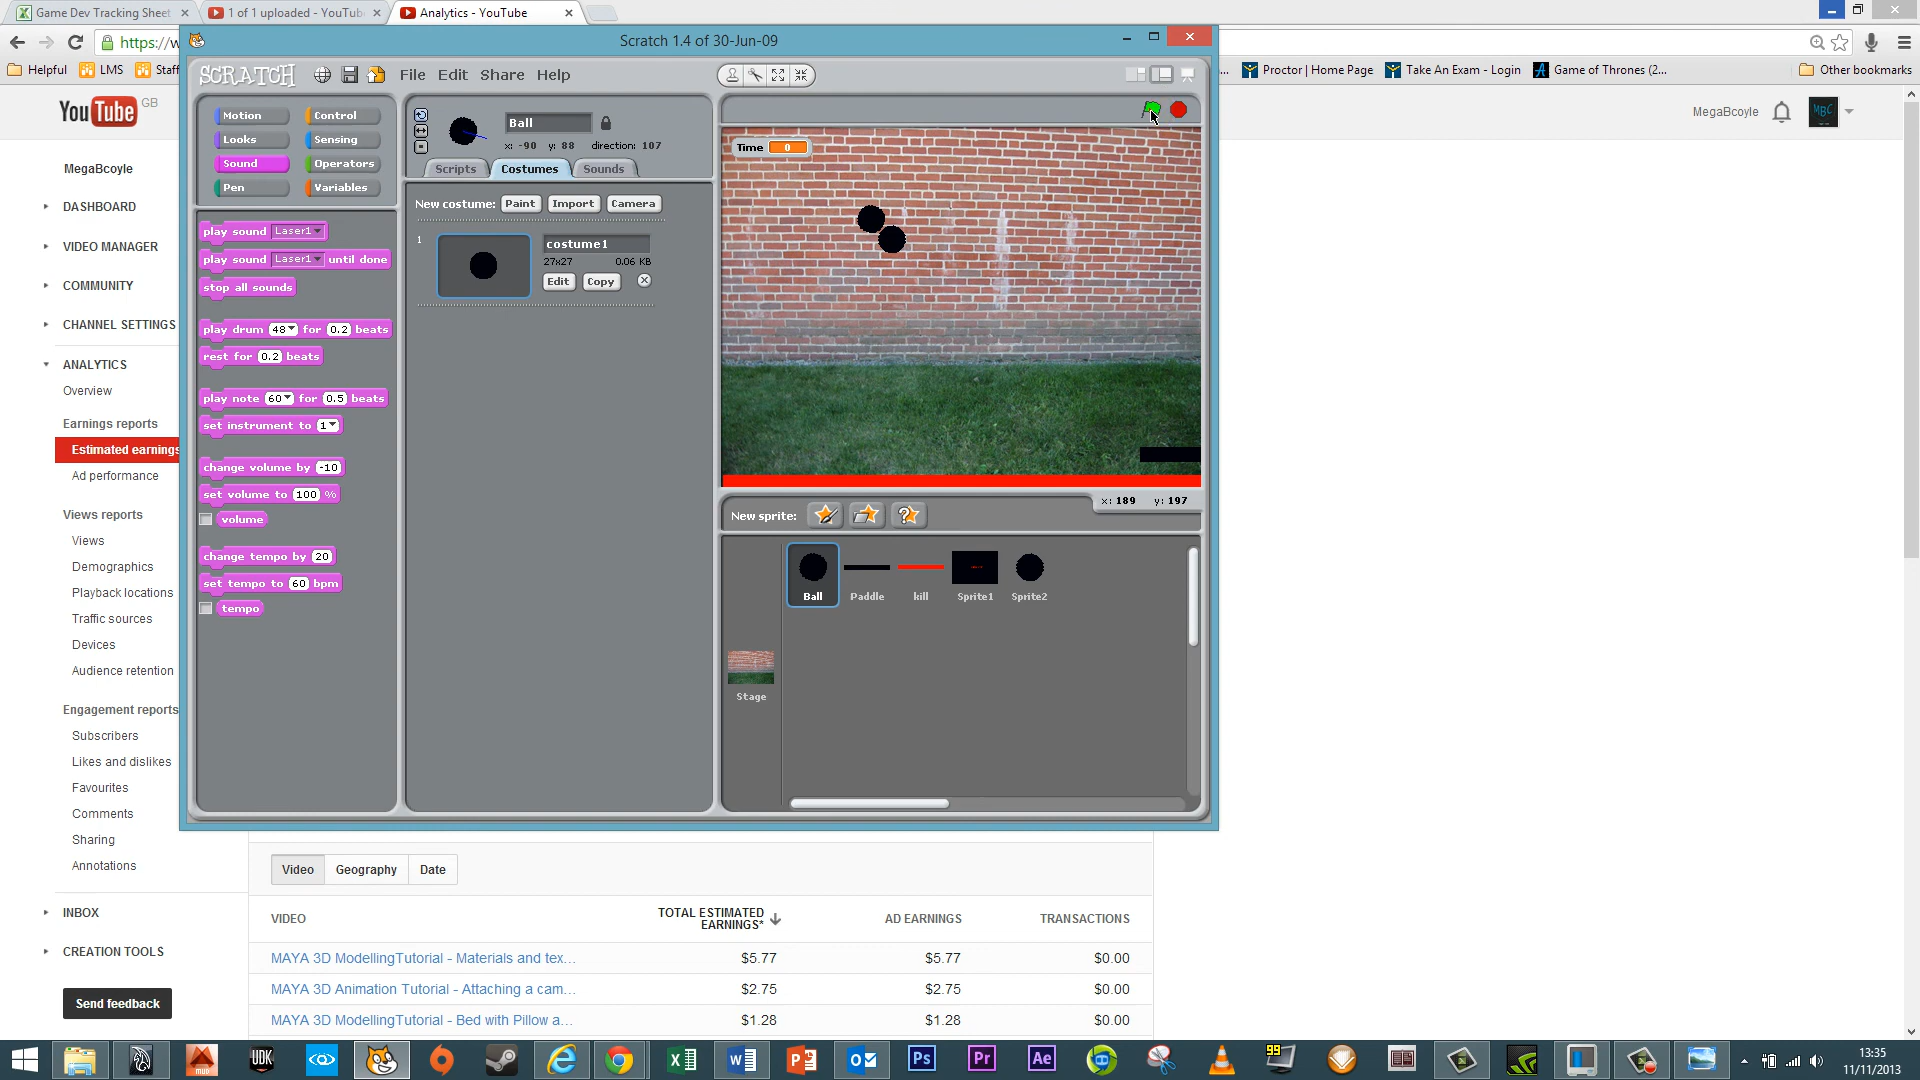 Game Dev Tracking Sheet
1 of 1 uploaded - YouTub
Analytics - YouTube
https://w
Scratch 1.4 of 30-Jun-09
Helpful
LMS
Staff
Proctor | Home Page
Take An Exam - Login
Game of Thrones (2...
Other bookmarks
SCRATCH
File
Edit
Share
Help
YouTube GB
MegaBcoyle
MBC
MegaBcoyle
DASHBOARD
VIDEO MANAGER
COMMUNITY
CHANNEL SETTINGS
ANALYTICS
Overview
Earnings reports
Estimated earnings
Ad performance
Views reports
Views
Demographics
Playback locations
Traffic sources
Devices
Audience retention
Engagement reports
Subscribers
Likes and dislikes
Favourites
Comments
Sharing
Annotations
INBOX
CREATION TOOLS
Send feedback
Motion
Control
Looks
Sensing
Sound
Operators
Pen
Variables
play sound Laser1
play sound Laser1 until done
stop all sounds
play drum 48 for 0.2 beats
rest for 0.2 beats
play note 60 for 0.5 beats
set instrument to 1
change volume by -10
set volume to 100 %
volume
change tempo by 20
set tempo to 60 bpm
tempo
Ball
x: -90 y: 88 direction: 107
Scripts
Costumes
Sounds
New costume: Paint Import Camera
1
costume1
27x27 0.06 KB
Edit Copy
Time 0
x: 189 y: 197
New sprite:
Ball
Paddle
kill
Sprite1
Sprite2
Stage
Video
Geography
Date
VIDEO
TOTAL ESTIMATED
EARNINGS*
AD EARNINGS
TRANSACTIONS
MAYA 3D ModellingTutorial - Materials and tex... $5.77 $5.77 $0.00
MAYA 3D Animation Tutorial - Attaching a cam... $2.75 $2.75 $0.00
MAYA 3D ModellingTutorial - Bed with Pillow a... $1.28 $1.28 $0.00
UDK
Ps
Pr
Ae
99
13:35
11/11/2013